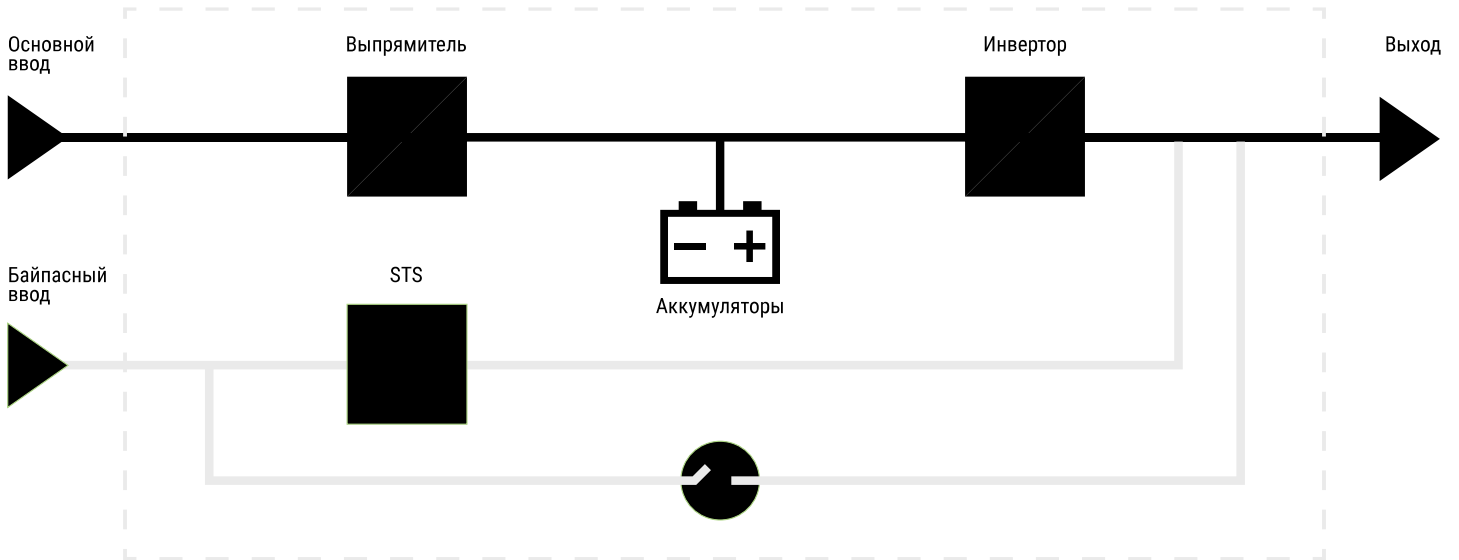 Основной
ввод
Выпрямитель
Инвертор
Выход
Байпасный
ввод
STS
Аккумуляторы